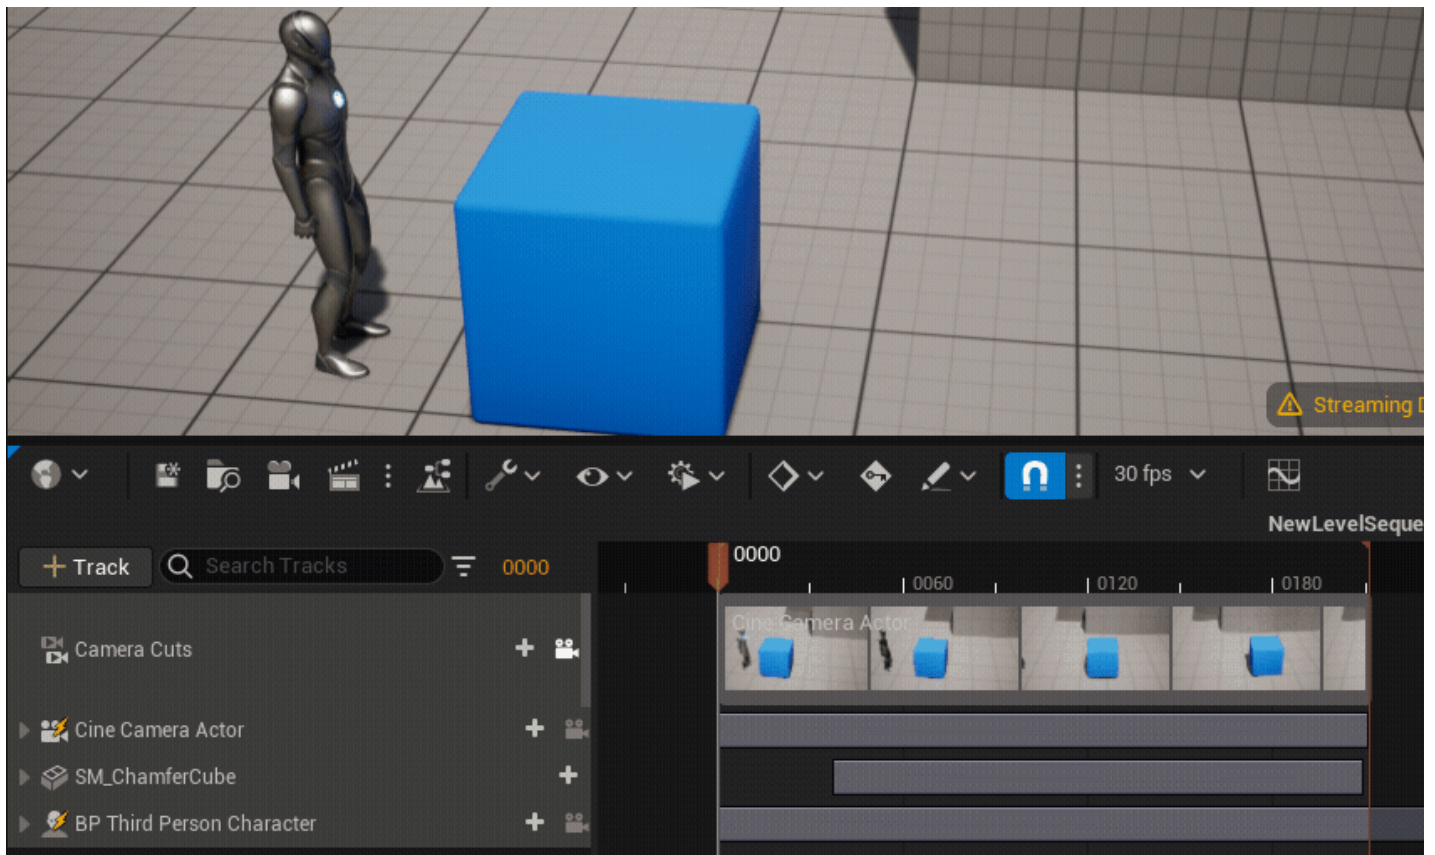 Streaming
30 fps
NewLevelSeque
+ Track
Search Tracks
0000
0000
0060
0120
0180
Camera Cuts
Cine Camera Actor
Cine Camera Actor
SM_ChamferCube
BP Third Person Character